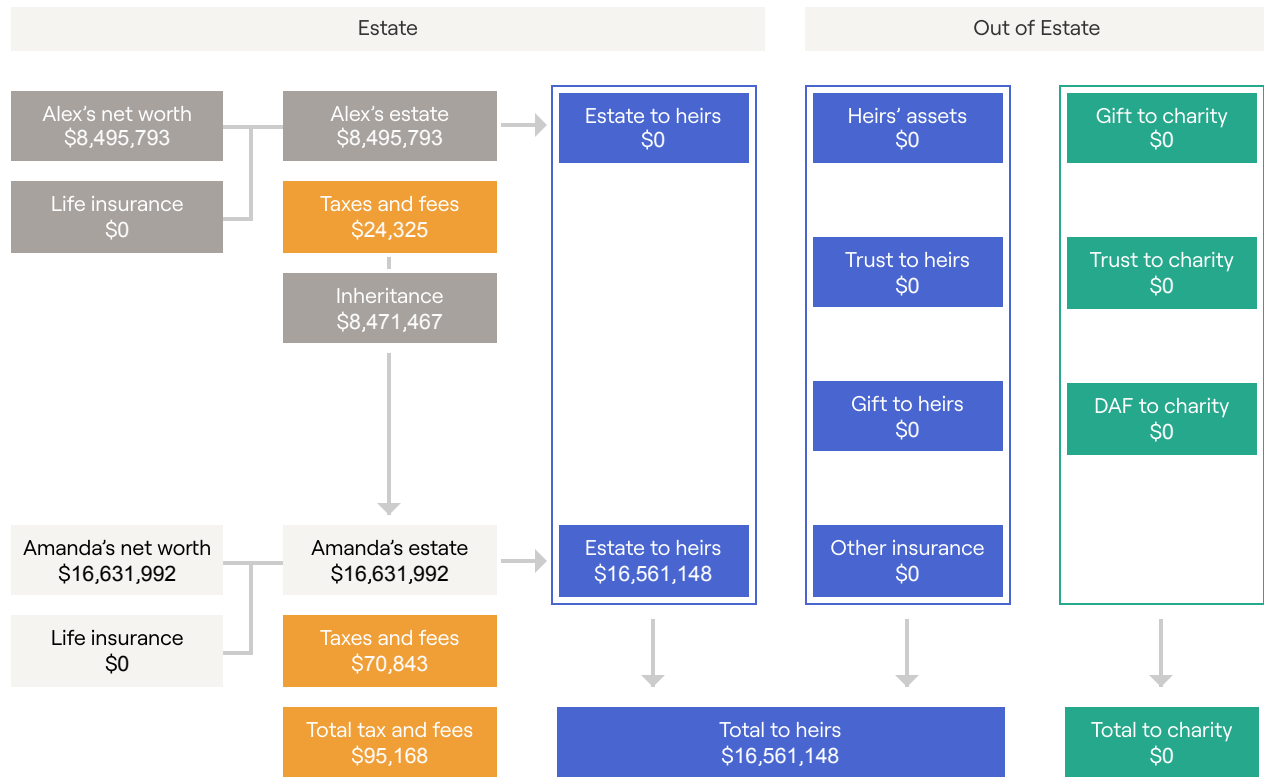 Estate
Out of Estate
Alex’s net worth
$8,495,793
Alex’s estate
$8,495,793
Estate to heirs
$0
Heirs’ assets
$0
Gift to charity
$0
Life insurance
$0
Taxes and fees
$24,325
Trust to heirs
$0
Trust to charity
$0
Inheritance
$8,471,467
Gift to heirs
$0
DAF to charity
$0
Amanda’s net worth
$16,631,992
Amanda’s estate
$16,631,992
Estate to heirs
$16,561,148
Other insurance
$0
Life insurance
$0
Taxes and fees
$70,843
Total tax and fees
$95,168
Total to heirs
$16,561,148
Total to charity
$0